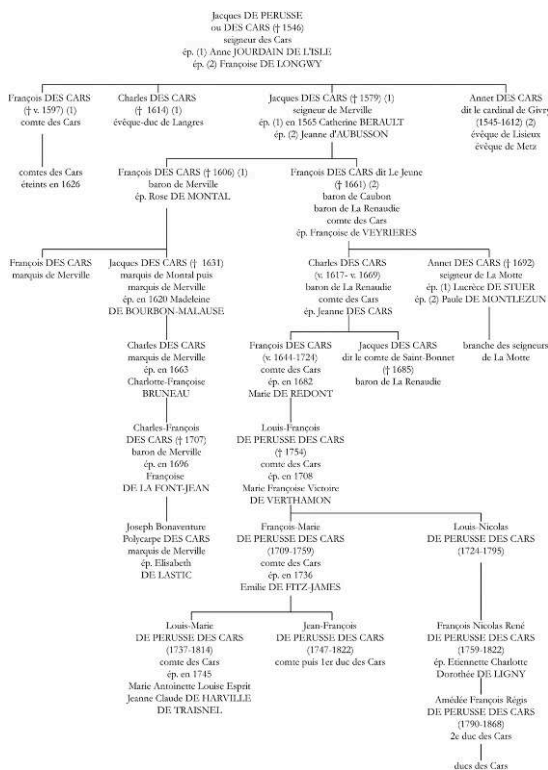 Jacques DE PERUSSE
ou DES CARS († 1546)
seigneur des Cars
ép. (1) Anne JOURDAIN DE L'ISLE
ép. (2) Françoise DE LONGWY
François DES CARS
(† v. 1597) (1)
comte des Cars
Charles DES CARS
(† 1614) (1)
évêque-duc de Langres
Jacques DES CARS († 1579) (1)
seigneur de Merville
ép. (1) en 1565 Catherine BERAULT
ép. (2) Jeanne d'AUBUSSON
Annet DES CARS
dit le cardinal de Givry
(1545-1612) (2)
évêque de Lisieux
évêque de Metz
comtes des Cars
éteints en 1626
François DES CARS († 1606) (1)
baron de Merville
ép. Rose DE MONTAL
François DES CARS dit Le Jeune
(† 1661) (2)
baron de Caubon
baron de La Renaudie
comte des Cars
ép. Françoise de VEYRIERES
François DES CARS
marquis de Merville
Jacques DES CARS († 1631)
marquis de Montal puis
marquis de Merville
ép. en 1620 Madeleine
DE BOURBON-MALAUSE
Charles DES CARS
(v. 1617- v. 1669)
baron de La Renaudie
comte des Cars
ép. Jeanne DES CARS
Annet DES CARS († 1692)
seigneur de La Motte
ép. (1) Lucrèce DE STUER
ép. (2) Paule DE MONTLEZUN
Charles DES CARS
marquis de Merville
ép. en 1663
Charlotte-Françoise
BRUNEAU
François DES CARS
(v. 1644-1724)
comte des Cars
ép. en 1682
Marie DE REDONT
Jacques DES CARS
dit le comte de Saint-Bonnet
(† 1685)
baron de La Renaudie
branche des seigneurs
de La Motte
Charles-François
DES CARS († 1707)
baron de Merville
ép. en 1696
Françoise
DE LA FONT-JEAN
Louis-François
DE PERUSSE DES CARS
(† 1754)
comte des Cars
ép. en 1708
Marie Françoise Victoire
DE VERTHAMON
Joseph Bonaventure
Polycarpe DES CARS
marquis de Merville
ép. Elisabeth
DE LASTIC
François-Marie
DE PERUSSE DES CARS
(1709-1759)
comte des Cars
ép. en 1736
Emilie DE FITZ-JAMES
Louis-Nicolas
DE PERUSSE DES CARS
(1724-1795)
Louis-Marie
DE PERUSSE DES CARS
(1737-1814)
comte des Cars
ép. en 1745
Marie Antoinette Louise Esprit
Jeanne Claude DE HARVILLE
DE TRAISNEL
Jean-François
DE PERUSSE DES CARS
(1747-1822)
comte puis 1er duc des Cars
François Nicolas René
DE PERUSSE DES CARS
(1759-1822)
ép. Etiennette Charlotte
Dorothée DE LIGNY
Amédée François Régis
DE PERUSSE DES CARS
(1790-1868)
2e duc des Cars
ducs des Cars